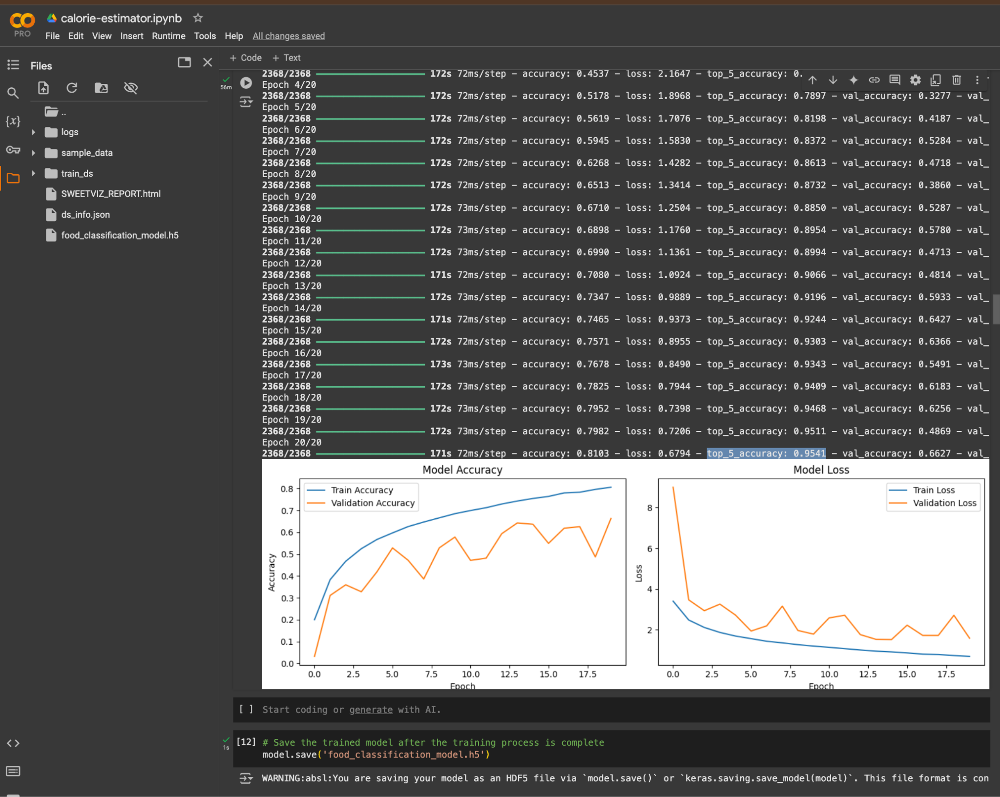 PRO
calorie-estimator.ipynb
File Edit View Insert Runtime Tools Help All changes saved
Files
..
logs
sample_data
train_ds
SWEETVIZ_REPORT.html
ds_info.json
food_classification_model.h5
{x}
+ Code + Text
56m
2368/2368 172s 72ms/step - accuracy: 0.4537 - loss: 2.1647 - top_5_accuracy: 0.
Epoch 4/20
2368/2368 172s 72ms/step - accuracy: 0.5178 - loss: 1.8968 - top_5_accuracy: 0.7897 - val_accuracy: 0.3277 - val_
Epoch 5/20
2368/2368 172s 72ms/step - accuracy: 0.5619 - loss: 1.7076 - top_5_accuracy: 0.8198 - val_accuracy: 0.4187 - val_
Epoch 6/20
2368/2368 172s 72ms/step - accuracy: 0.5945 - loss: 1.5830 - top_5_accuracy: 0.8372 - val_accuracy: 0.5284 - val_
Epoch 7/20
2368/2368 172s 72ms/step - accuracy: 0.6268 - loss: 1.4282 - top_5_accuracy: 0.8613 - val_accuracy: 0.4718 - val_
Epoch 8/20
2368/2368 172s 72ms/step - accuracy: 0.6513 - loss: 1.3414 - top_5_accuracy: 0.8732 - val_accuracy: 0.3860 - val_
Epoch 9/20
2368/2368 172s 73ms/step - accuracy: 0.6710 - loss: 1.2504 - top_5_accuracy: 0.8850 - val_accuracy: 0.5287 - val_
Epoch 10/20
2368/2368 172s 73ms/step - accuracy: 0.6898 - loss: 1.1760 - top_5_accuracy: 0.8954 - val_accuracy: 0.5780 - val_
Epoch 11/20
2368/2368 172s 73ms/step - accuracy: 0.6990 - loss: 1.1361 - top_5_accuracy: 0.8994 - val_accuracy: 0.4713 - val_
Epoch 12/20
2368/2368 171s 72ms/step - accuracy: 0.7080 - loss: 1.0924 - top_5_accuracy: 0.9066 - val_accuracy: 0.4814 - val_
Epoch 13/20
2368/2368 172s 73ms/step - accuracy: 0.7347 - loss: 0.9889 - top_5_accuracy: 0.9196 - val_accuracy: 0.5933 - val_
Epoch 14/20
2368/2368 171s 72ms/step - accuracy: 0.7465 - loss: 0.9373 - top_5_accuracy: 0.9244 - val_accuracy: 0.6427 - val_
Epoch 15/20
2368/2368 172s 72ms/step - accuracy: 0.7571 - loss: 0.8955 - top_5_accuracy: 0.9303 - val_accuracy: 0.6366 - val_
Epoch 16/20
2368/2368 173s 73ms/step - accuracy: 0.7678 - loss: 0.8490 - top_5_accuracy: 0.9343 - val_accuracy: 0.5491 - val_
Epoch 17/20
2368/2368 172s 73ms/step - accuracy: 0.7825 - loss: 0.7944 - top_5_accuracy: 0.9409 - val_accuracy: 0.6183 - val_
Epoch 18/20
2368/2368 172s 73ms/step - accuracy: 0.7952 - loss: 0.7398 - top_5_accuracy: 0.9468 - val_accuracy: 0.6256 - val_
Epoch 19/20
2368/2368 172s 73ms/step - accuracy: 0.7982 - loss: 0.7206 - top_5_accuracy: 0.9511 - val_accuracy: 0.4869 - val_
Epoch 20/20
2368/2368 171s 72ms/step - accuracy: 0.8103 - loss: 0.6794 - top_5_accuracy: 0.9541 - val_accuracy: 0.6627 - val_
Model Accuracy
Train Accuracy
Validation Accuracy
0.8
0.7
0.6
0.5
0.4
0.3
0.2
0.1
0.0
Accuracy
0.0 2.5 5.0 7.5 10.0 12.5 15.0 17.5
Epoch
Model Loss
Train Loss
Validation Loss
8
6
4
2
Loss
0.0 2.5 5.0 7.5 10.0 12.5 15.0 17.5
Epoch
[ ] Start coding or generate with AI.
1s
[12] # Save the trained model after the training process is complete
model.save('food_classification_model.h5')
WARNING:absl:You are saving your model as an HDF5 file via `model.save()` or `keras.saving.save_model(model)`. This file format is con